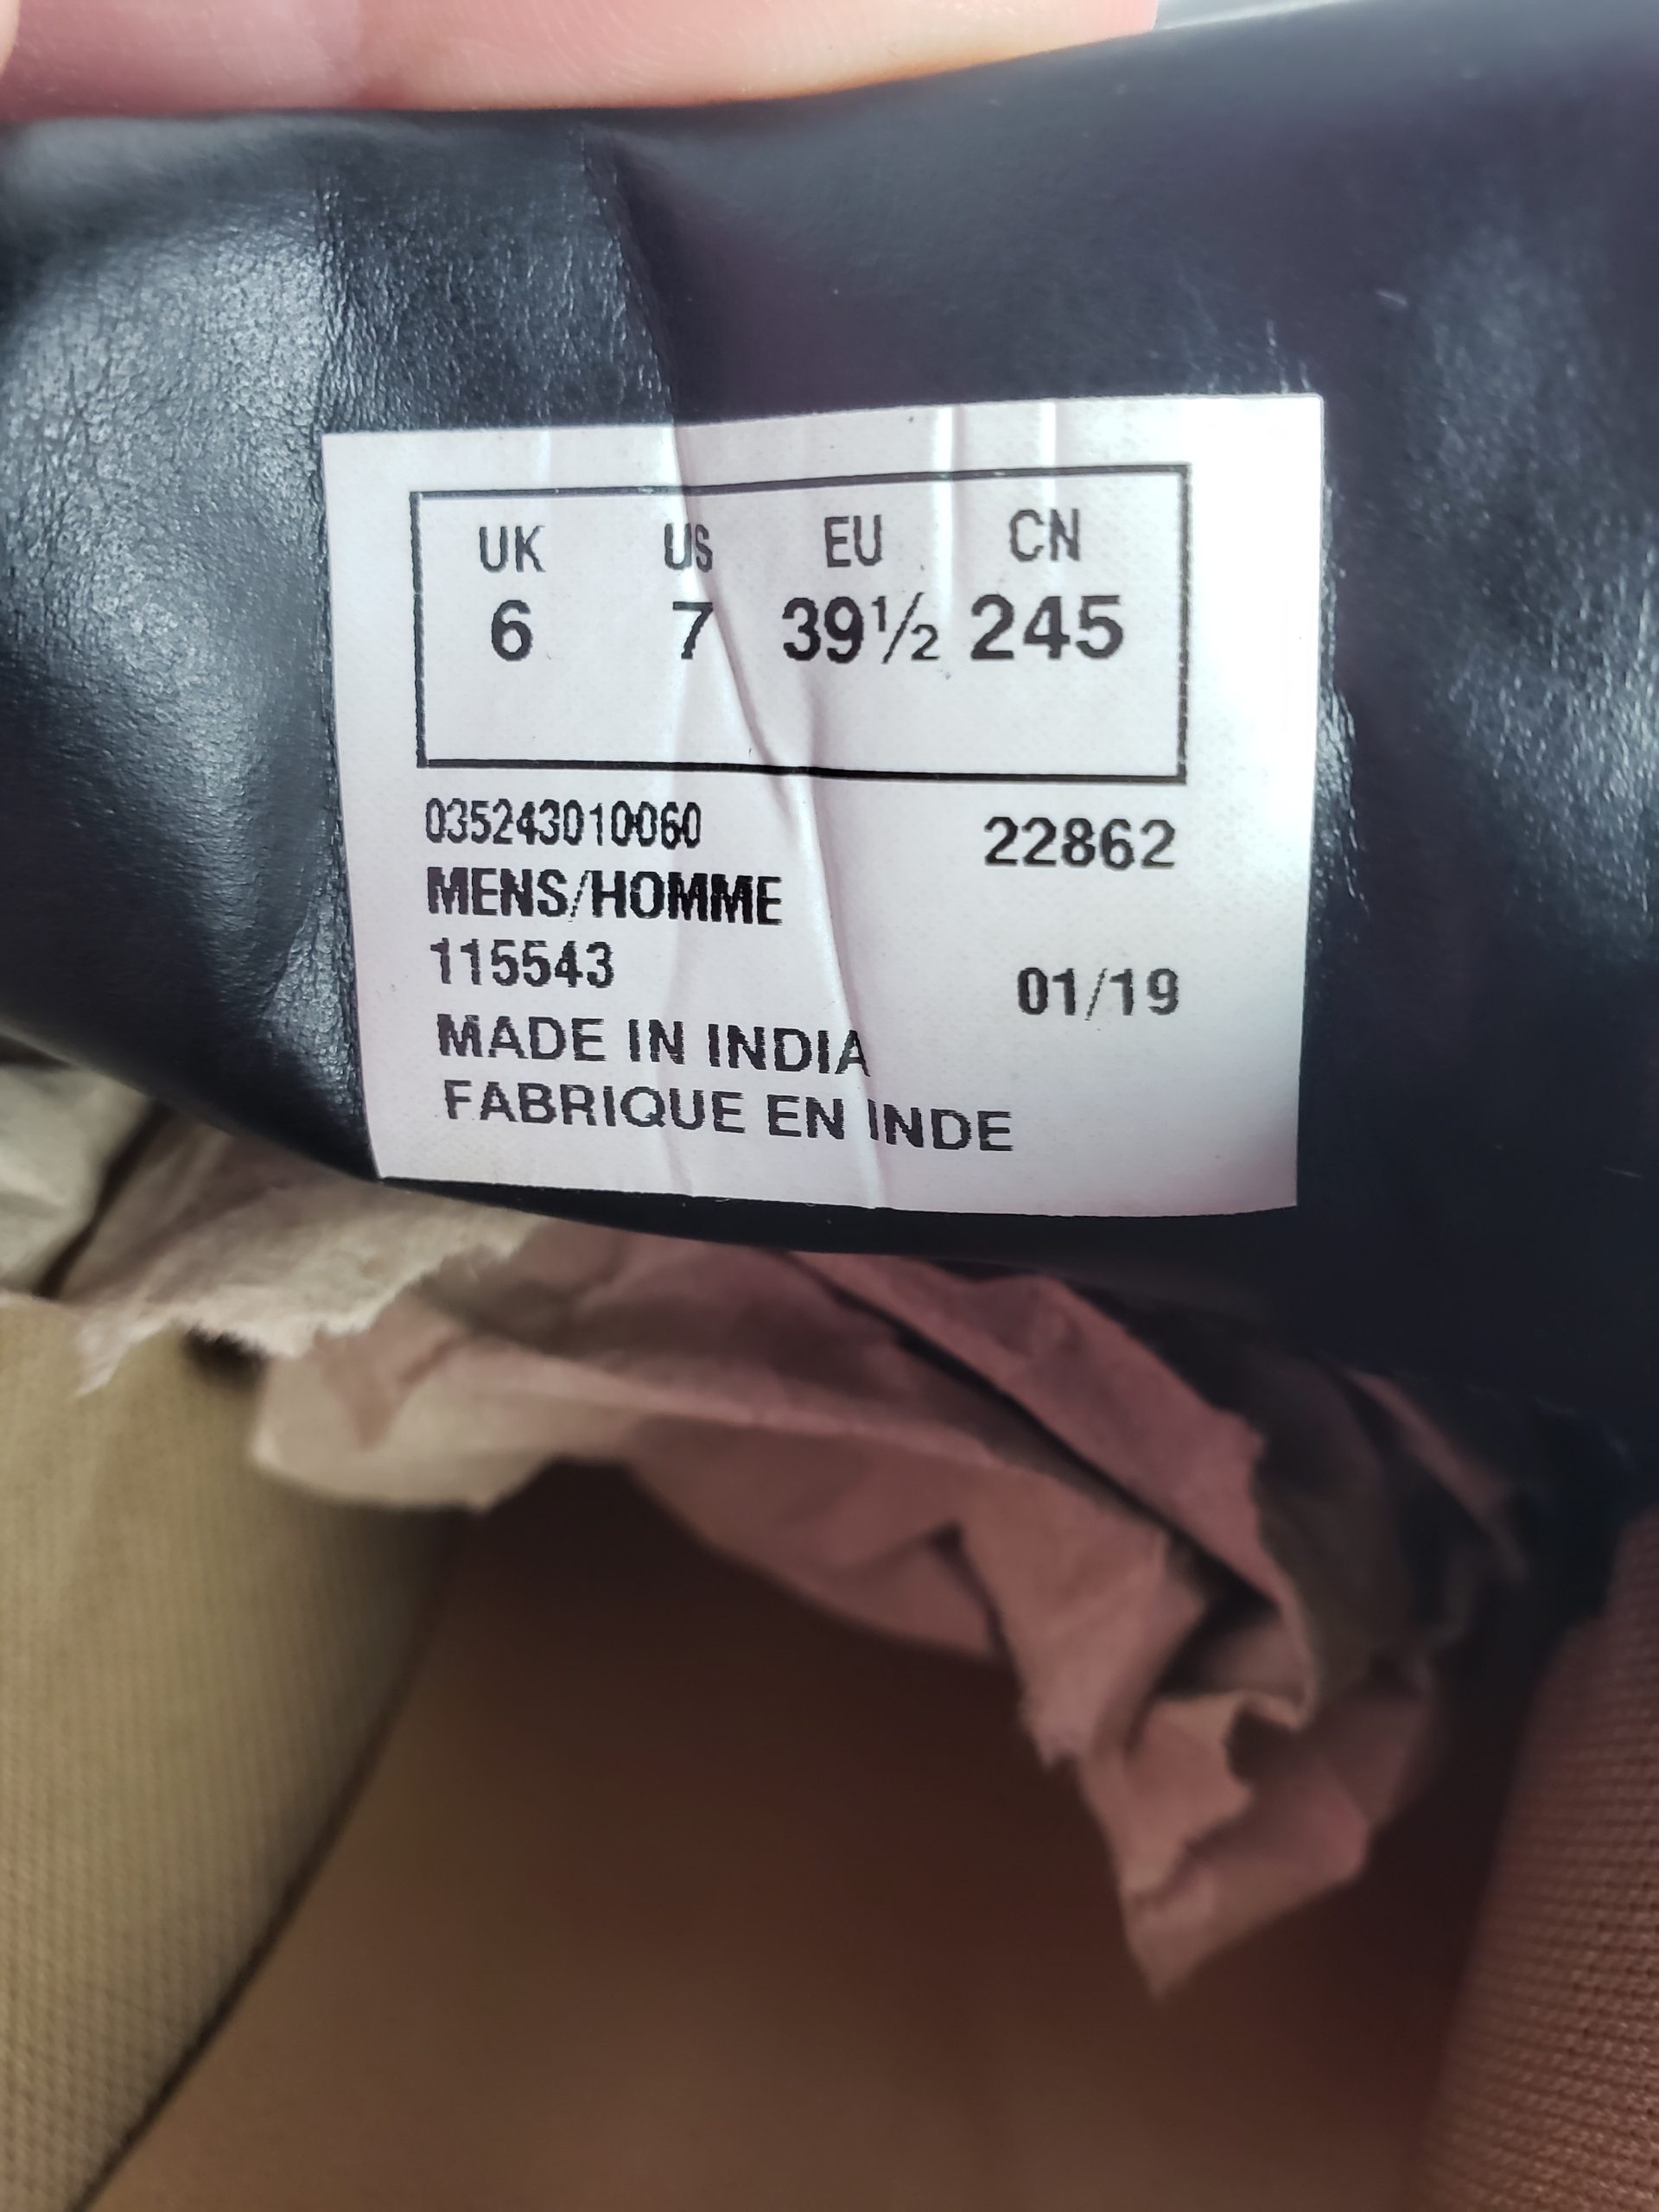 UK US EU CN
6 7 39½ 245
035243010060 22862
MENS/HOMME
115543 01/19
MADE IN INDIA
FABRIQUE EN INDE